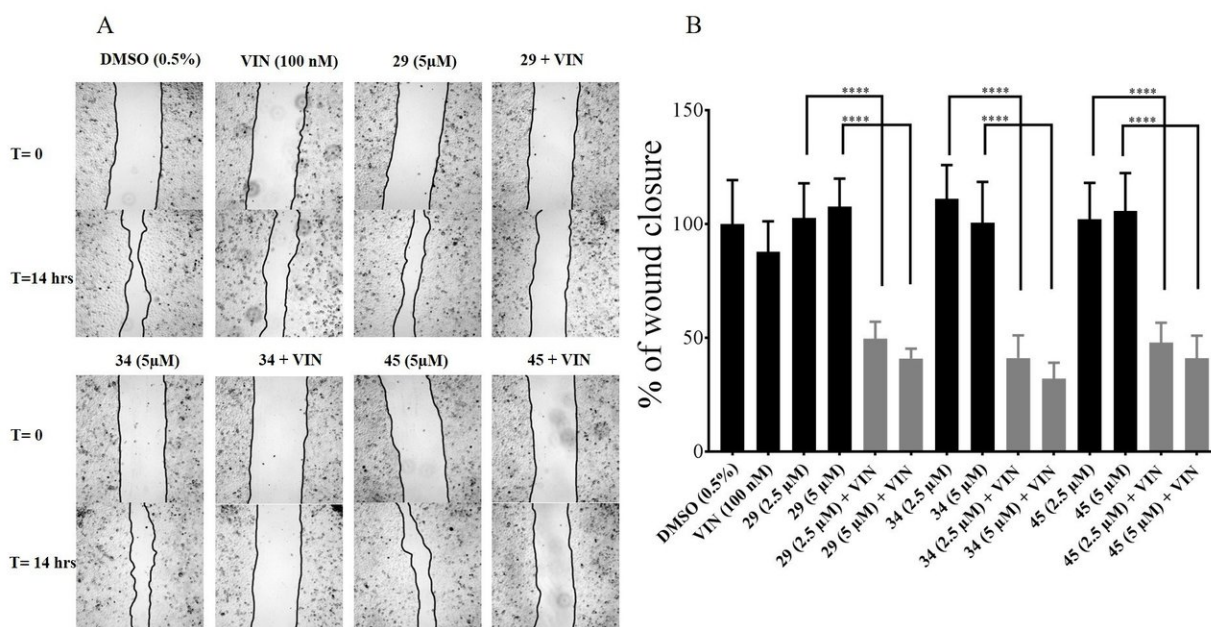 A
DMSO (0.5%) VIN (100 nM) 29 (5μM) 29 + VIN
T= 0
T=14 hrs
34 (5μM) 34 + VIN 45 (5μM) 45 + VIN
T= 0
T= 14 hrs
B
**** **** ****
**** **** ****
% of wound closure
150
100
50
0
DMSO (0.5%)
VIN (100 nM)
29 (2.5 μM)
29 (5 μM)
29 (2.5 μM) + VIN
29 (5 μM) + VIN
34 (2.5 μM)
34 (5 μM)
34 (2.5 μM) + VIN
34 (5 μM) + VIN
45 (2.5 μM)
45 (5 μM)
45 (2.5 μM) + VIN
45 (5 μM) + VIN